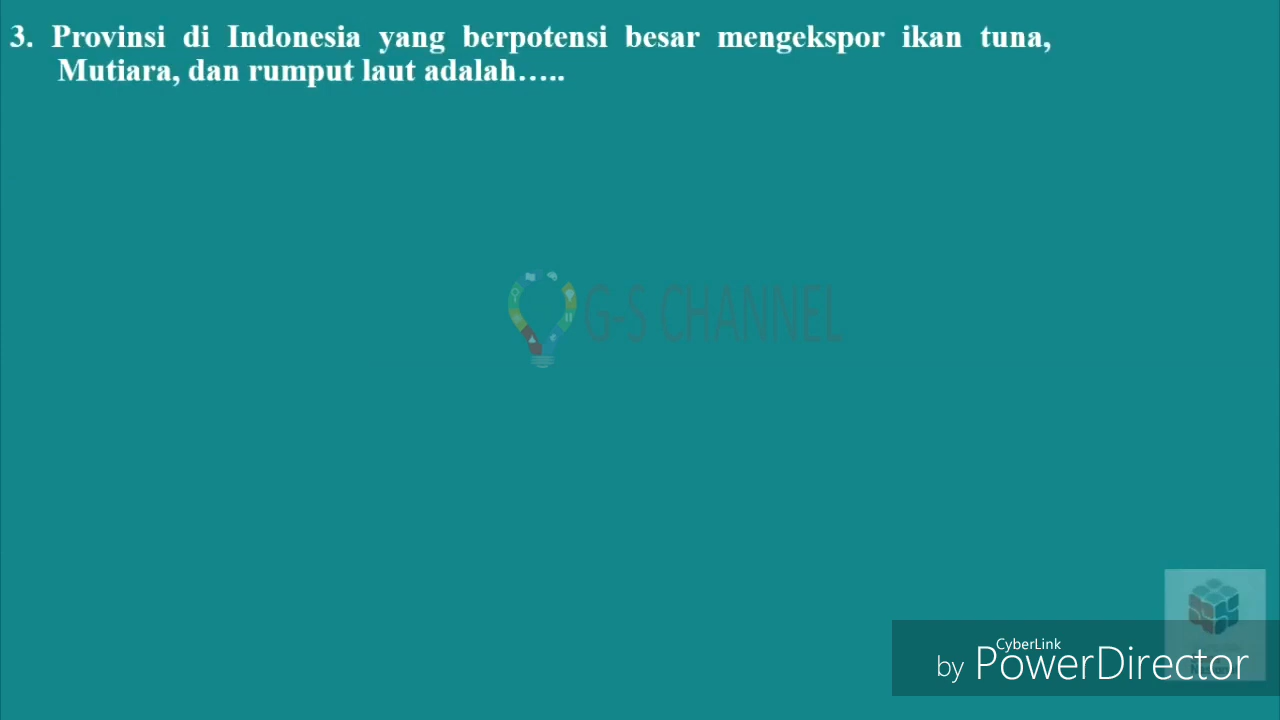 3. Provinsi di Indonesia yang berpotensi besar mengekspor ikan tuna,
Mutiara, dan rumput laut adalah…..
G-S CHANNEL
CyberLink
by PowerDirector